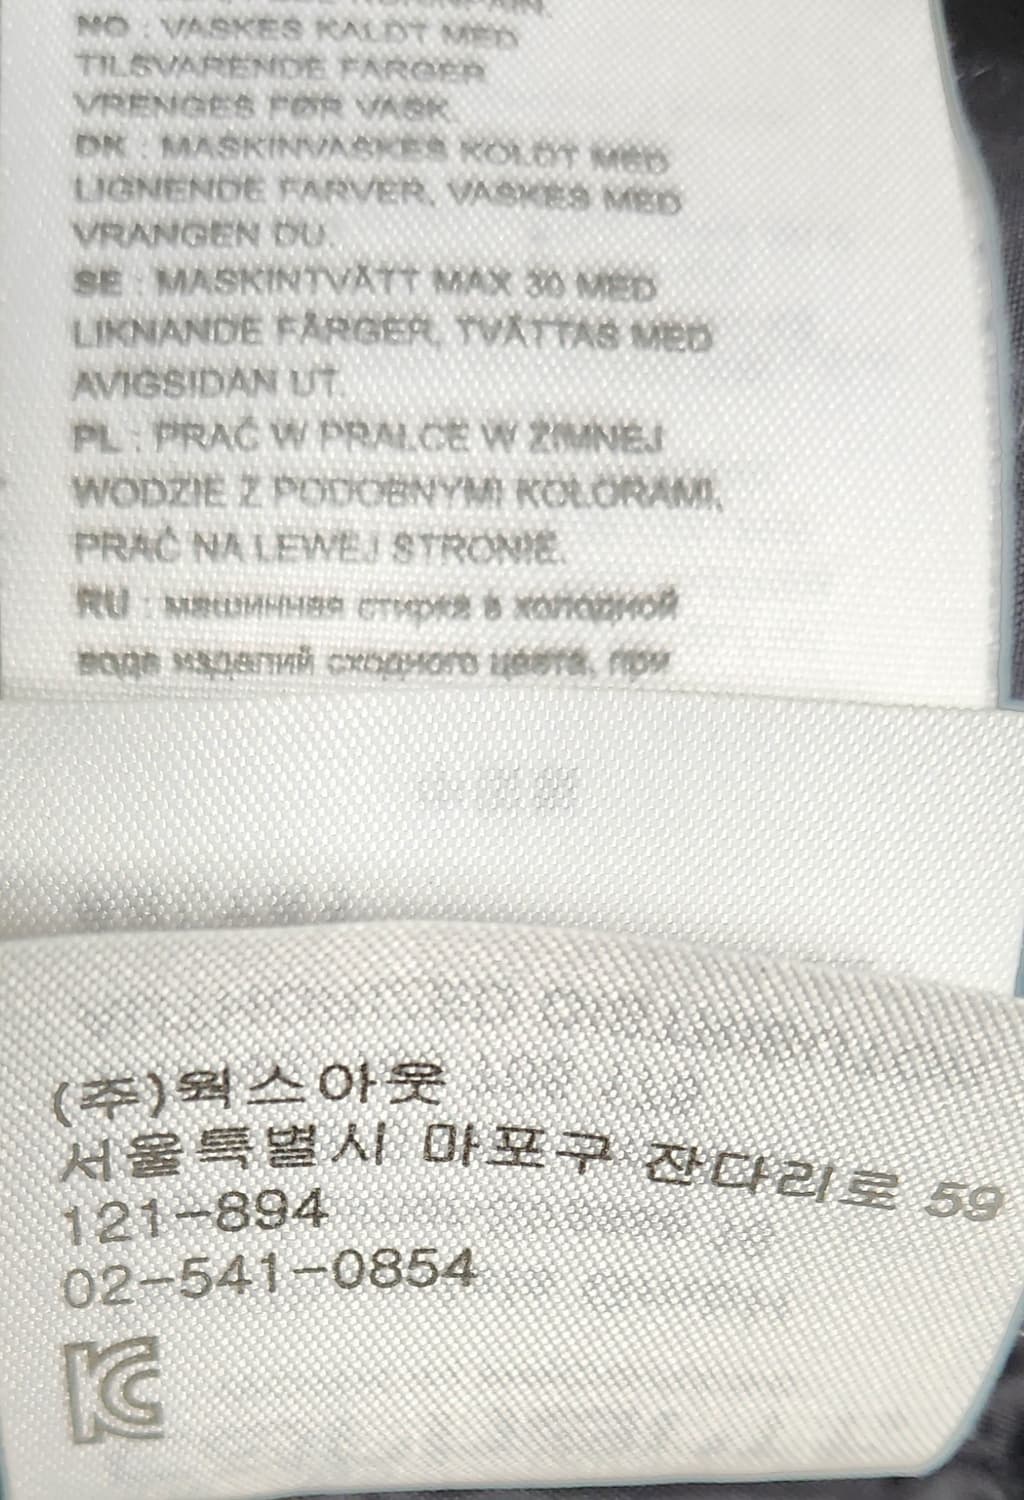 NO : VASKES KALDT MED
TILSVARENDE FARGER
VRENGES FØR VASK.
DK : MASKINVASKES KOLDT MED
LIGNENDE FARVER, VASKES MED
VRANGEN DU.
SE : MASKINTVÄTT MAX 30 MED
LIKNANDE FÄRGER, TVÄTTAS MED
AVIGSIDAN UT.
PL : PRAĆ W PRALCE W ZIMNEJ
WODZIE Z PODOBNYMI KOLORAMI,
PRAĆ NA LEWEJ STRONIE.
RU : машинная стирка в холодной
воде изделий сходного цвета, при
(주)웍스아웃
서울특별시 마포구 잔다리로 59
121-894
02-541-0854